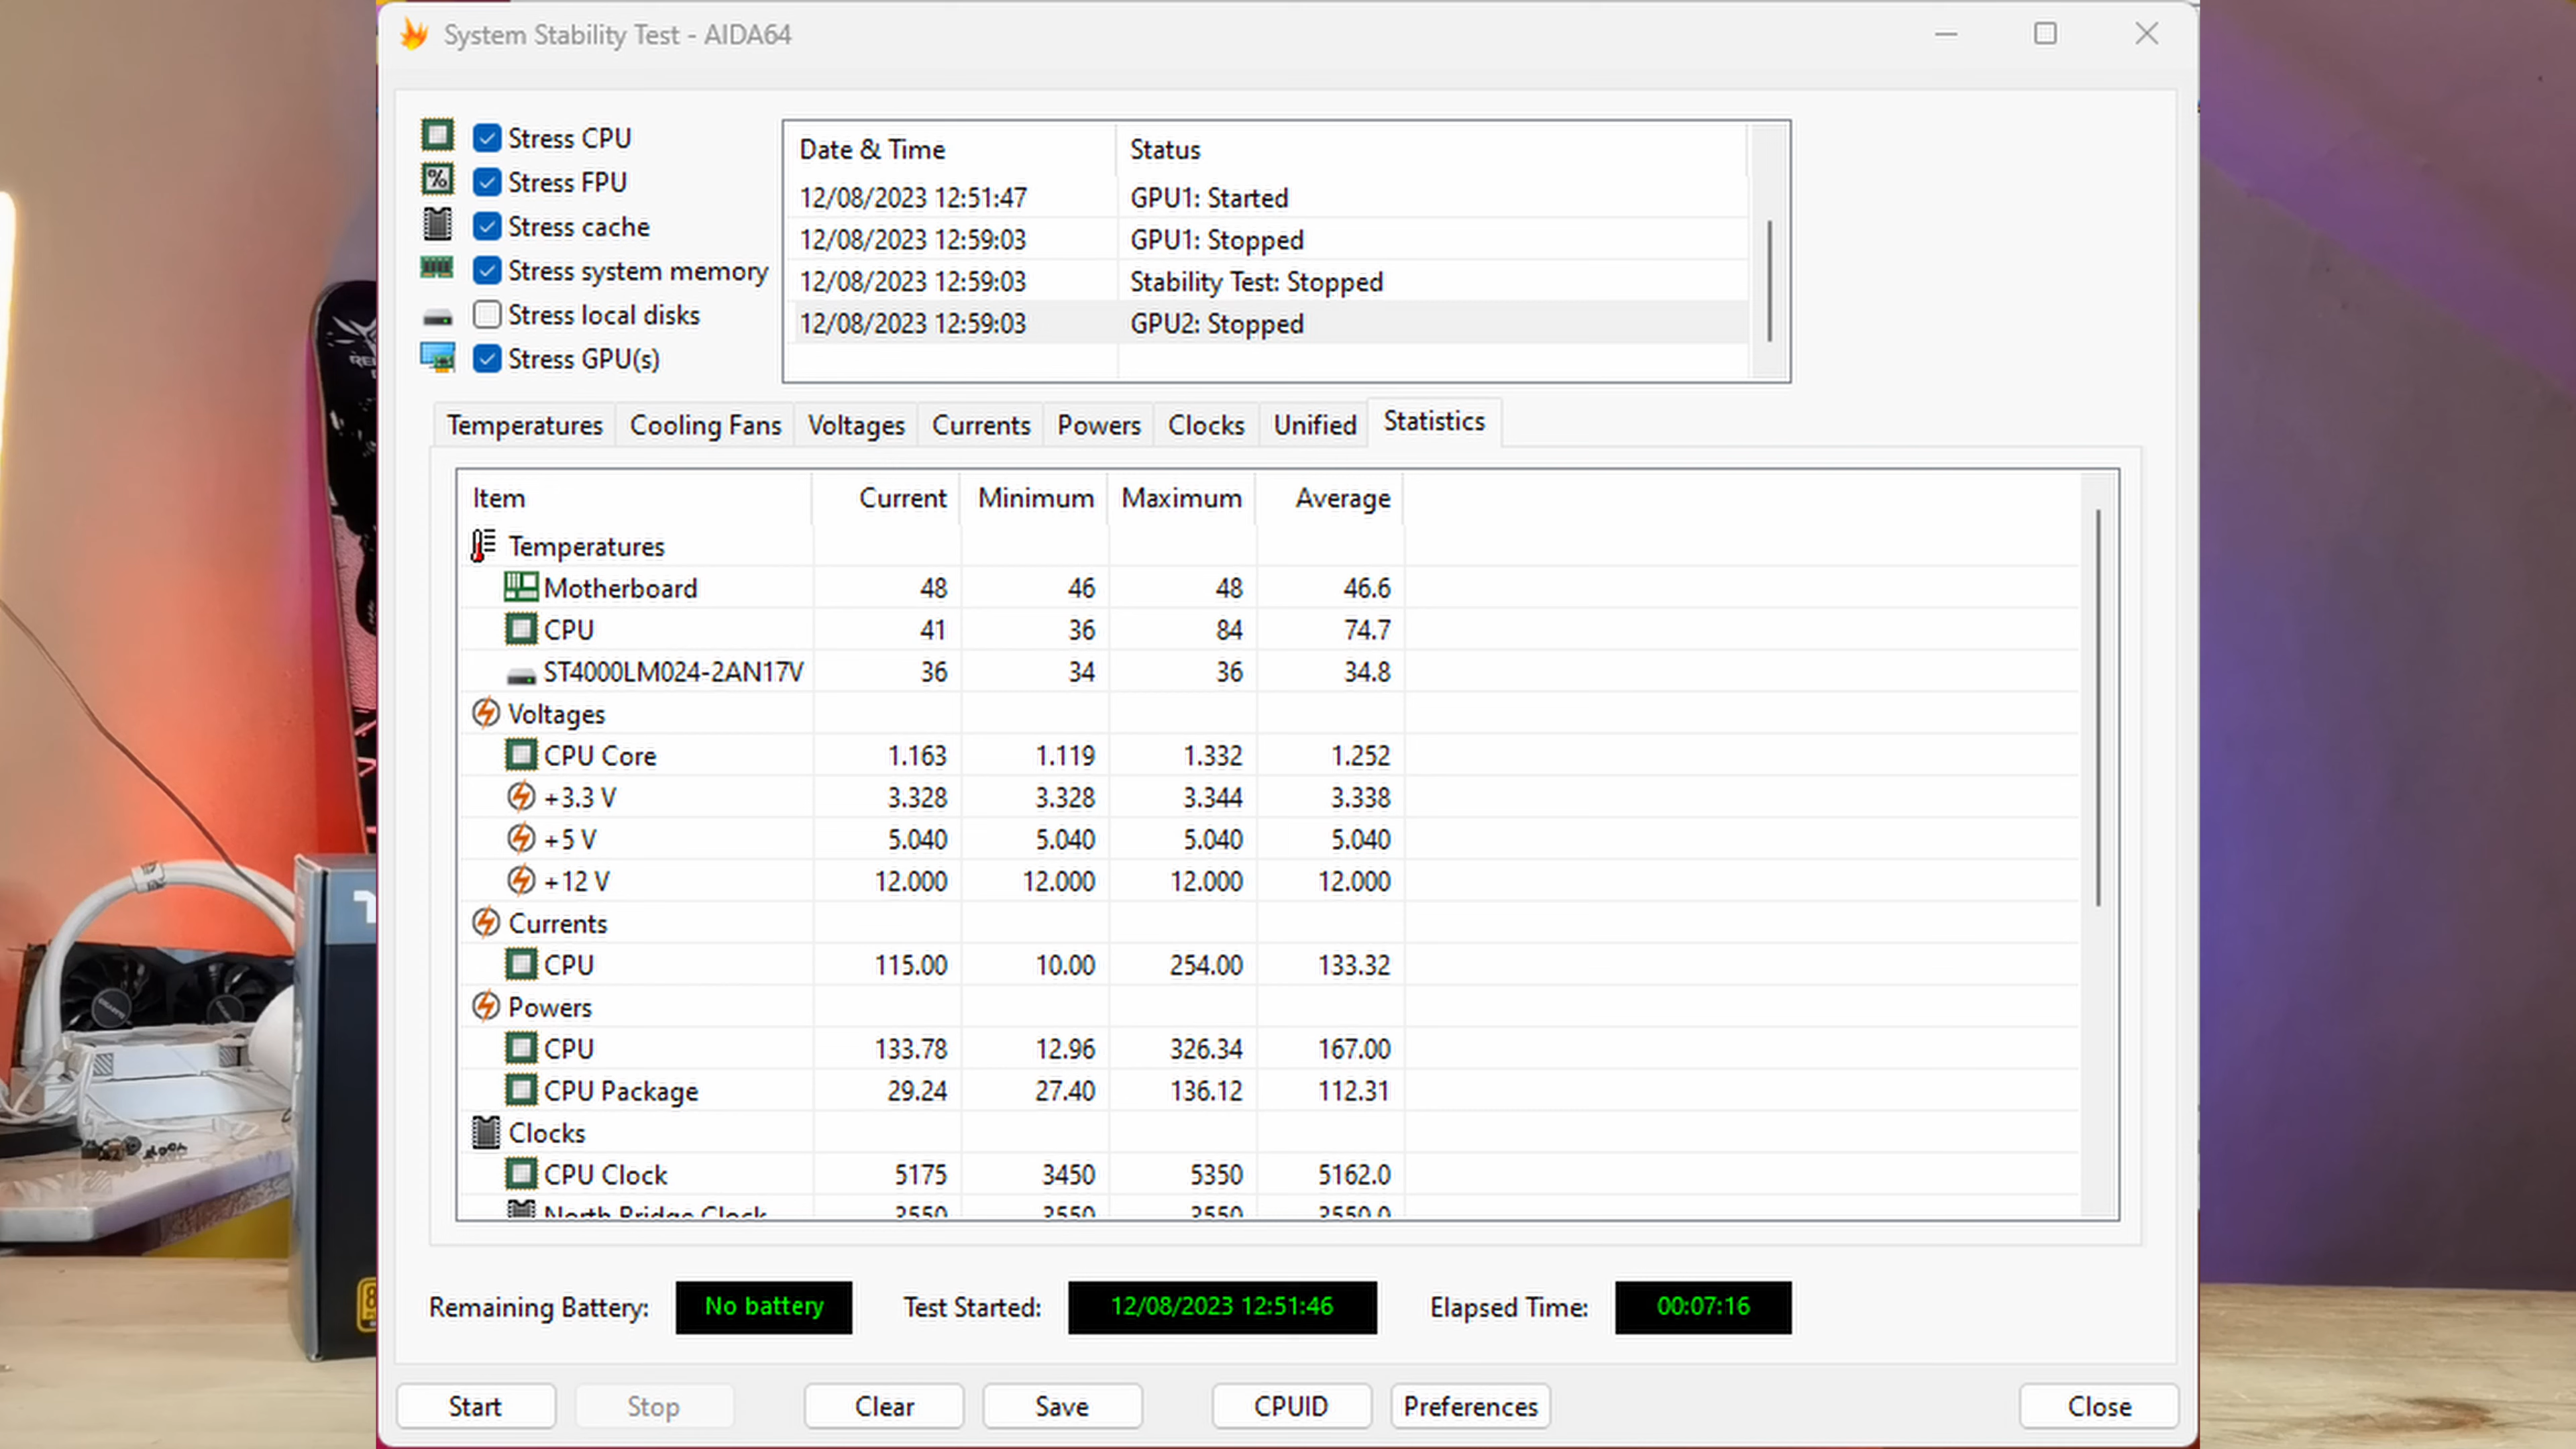 System Stability Test - AIDA64
Stress CPU
Stress FPU
Stress cache
Stress system memory
Stress local disks
Stress GPU(s)
Date & Time Status
12/08/2023 12:51:47 GPU1: Started
12/08/2023 12:59:03 GPU1: Stopped
12/08/2023 12:59:03 Stability Test: Stopped
12/08/2023 12:59:03 GPU2: Stopped
Temperatures Cooling Fans Voltages Currents Powers Clocks Unified Statistics
Item Current Minimum Maximum Average
Temperatures
Motherboard 48 46 48 46.6
CPU 41 36 84 74.7
ST4000LM024-2AN17V 36 34 36 34.8
Voltages
CPU Core 1.163 1.119 1.332 1.252
+3.3 V 3.328 3.328 3.344 3.338
+5 V 5.040 5.040 5.040 5.040
+12 V 12.000 12.000 12.000 12.000
Currents
CPU 115.00 10.00 254.00 133.32
Powers
CPU 133.78 12.96 326.34 167.00
CPU Package 29.24 27.40 136.12 112.31
Clocks
CPU Clock 5175 3450 5350 5162.0
North Bridge Clock
Remaining Battery: No battery Test Started: 12/08/2023 12:51:46 Elapsed Time: 00:07:16
Start Stop Clear Save CPUID Preferences Close